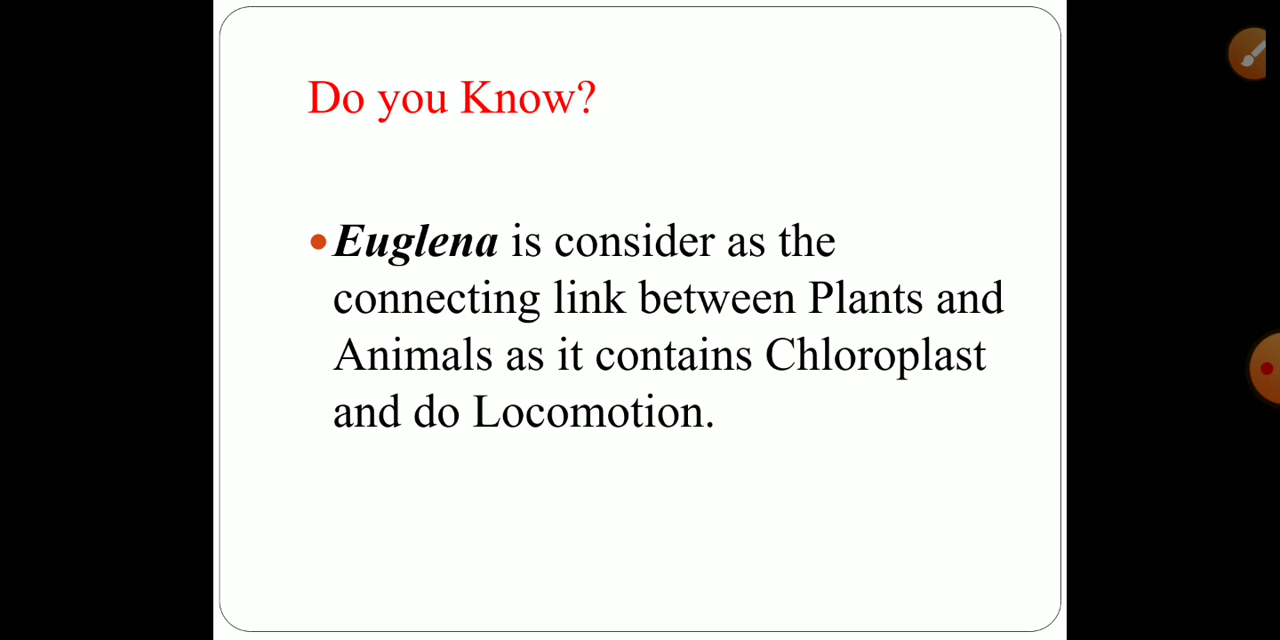 Do you Know?
Euglena is consider as the
connecting link between Plants and
Animals as it contains Chloroplast
and do Locomotion.